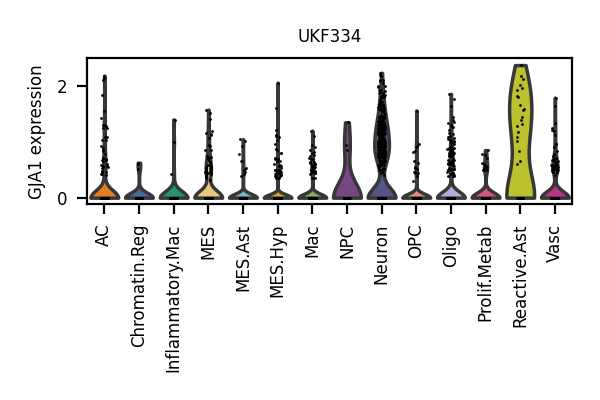 UKF334
GJA1 expression
2
0
AC
Chromatin.Reg
Inflammatory.Mac
MES
MES.Ast
MES.Hyp
Mac
NPC
Neuron
OPC
Oligo
Prolif.Metab
Reactive.Ast
Vasc